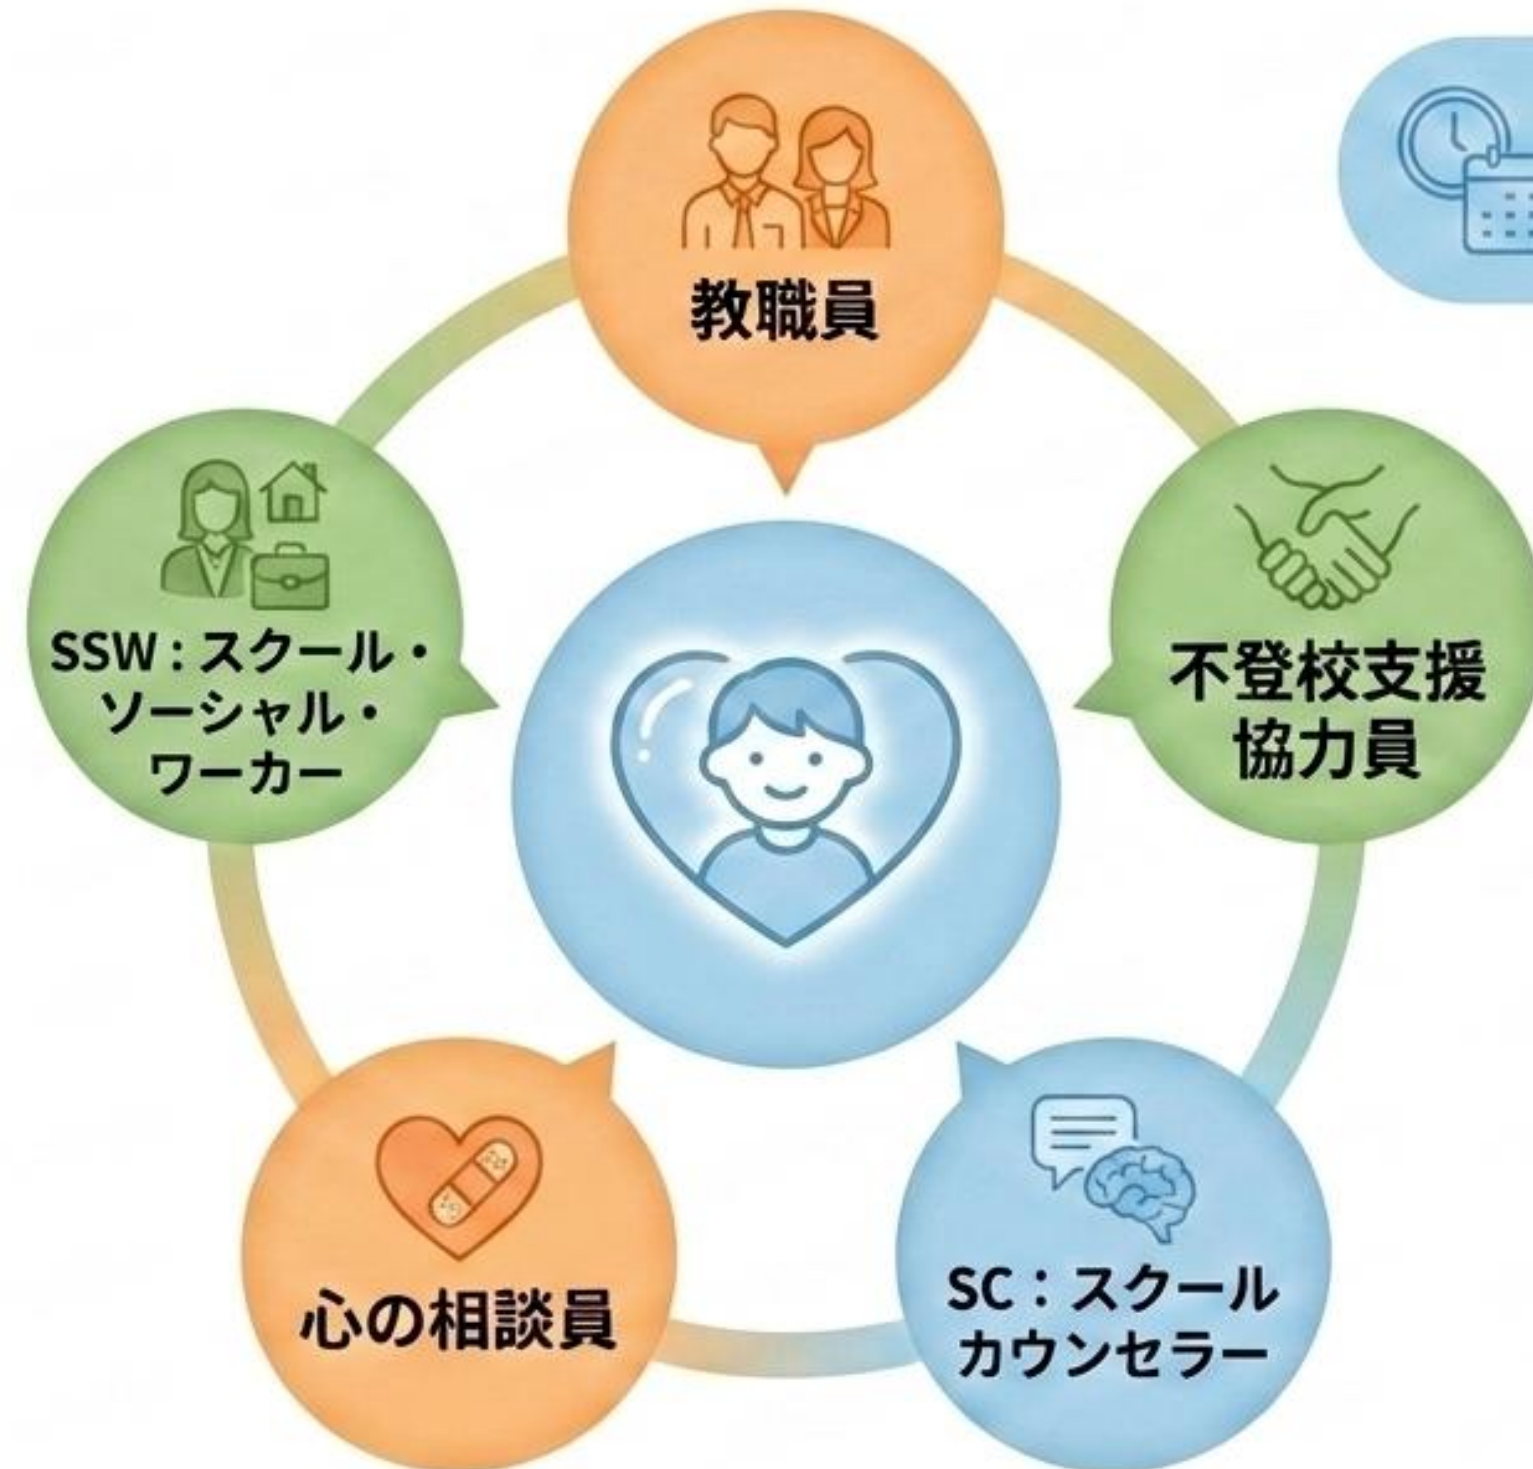 教職員
SSW：スクール・
ソーシャル・
ワーカー
不登校支援
協力員
心の相談員
SC：スクール
カウンセラー